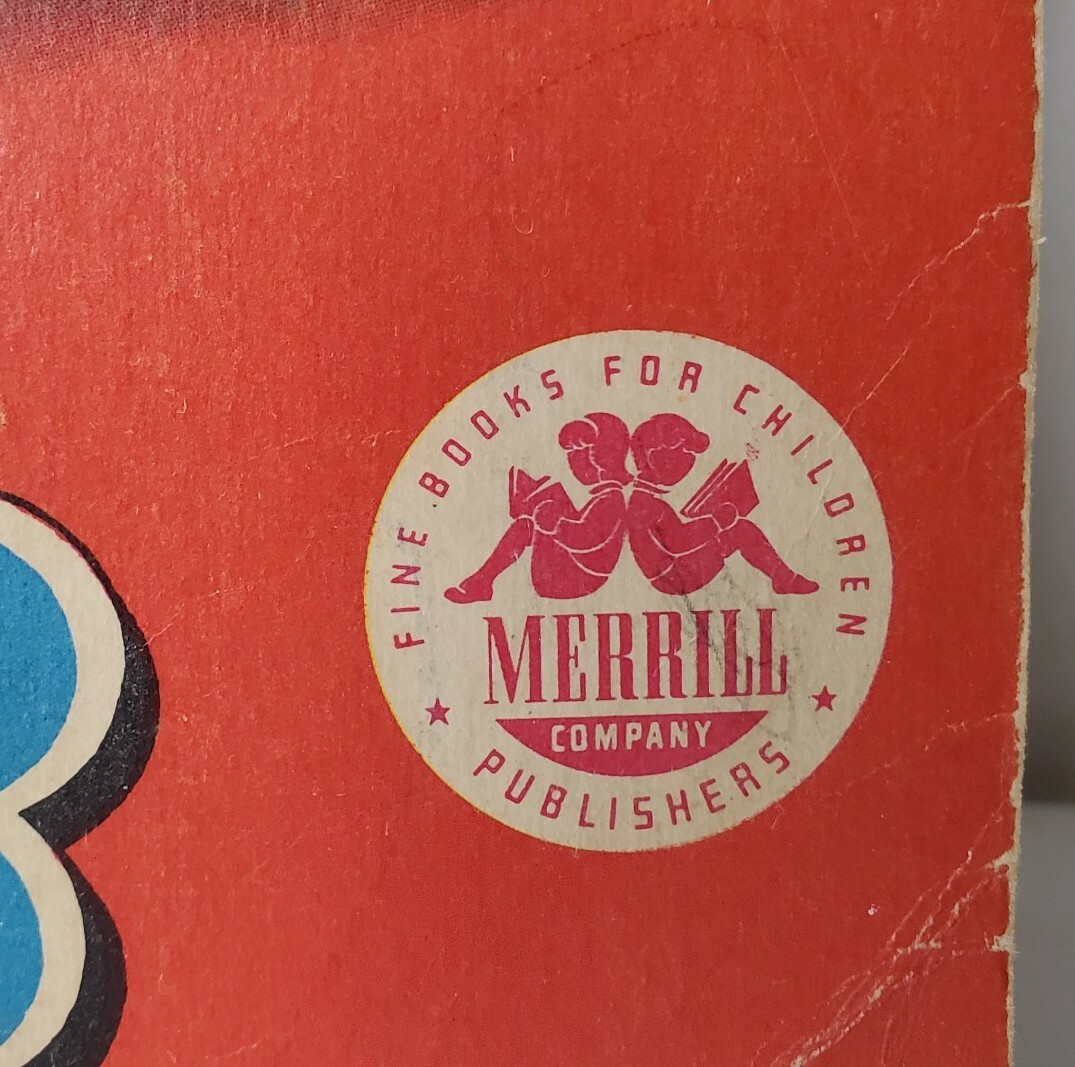 FINE BOOKS FOR CHILDREN
MERRILL
COMPANY
PUBLISHERS